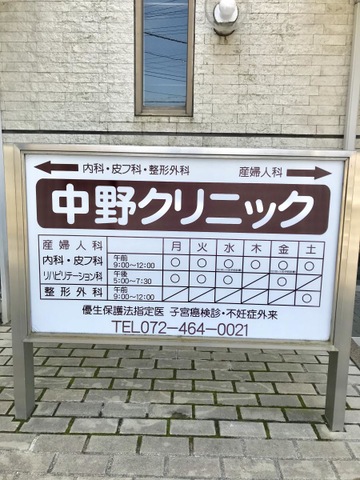 内科・皮フ科・整形外科 産婦人科
中野クリニック
産婦人科 月 火 水 木 金 土
内科・皮フ科 午前 9:00〜12:00 ○ ○ ○ ○ ○ ○
リハビリテーション科 午後 5:00〜7:30 ○ ○ ○ ○
整形外科 午前 9:00〜12:00 ○
優生保護法指定医 子宮癌検診・不妊症外来
TEL072-464-0021